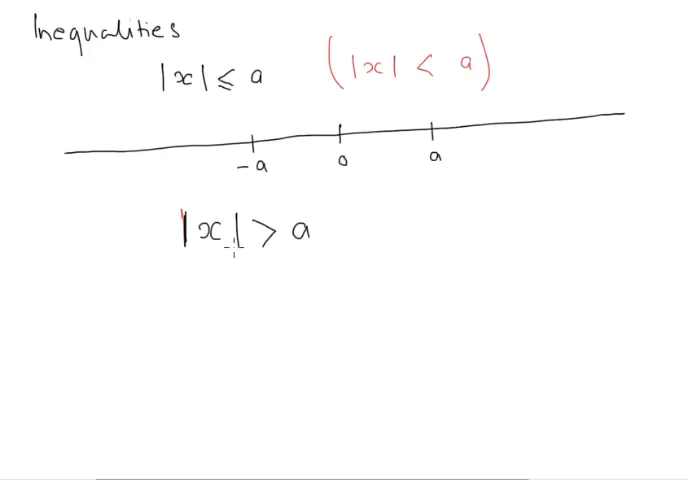 Inequalities
|x| ≤ a (|x| < a)
-a 0 a
|x| > a